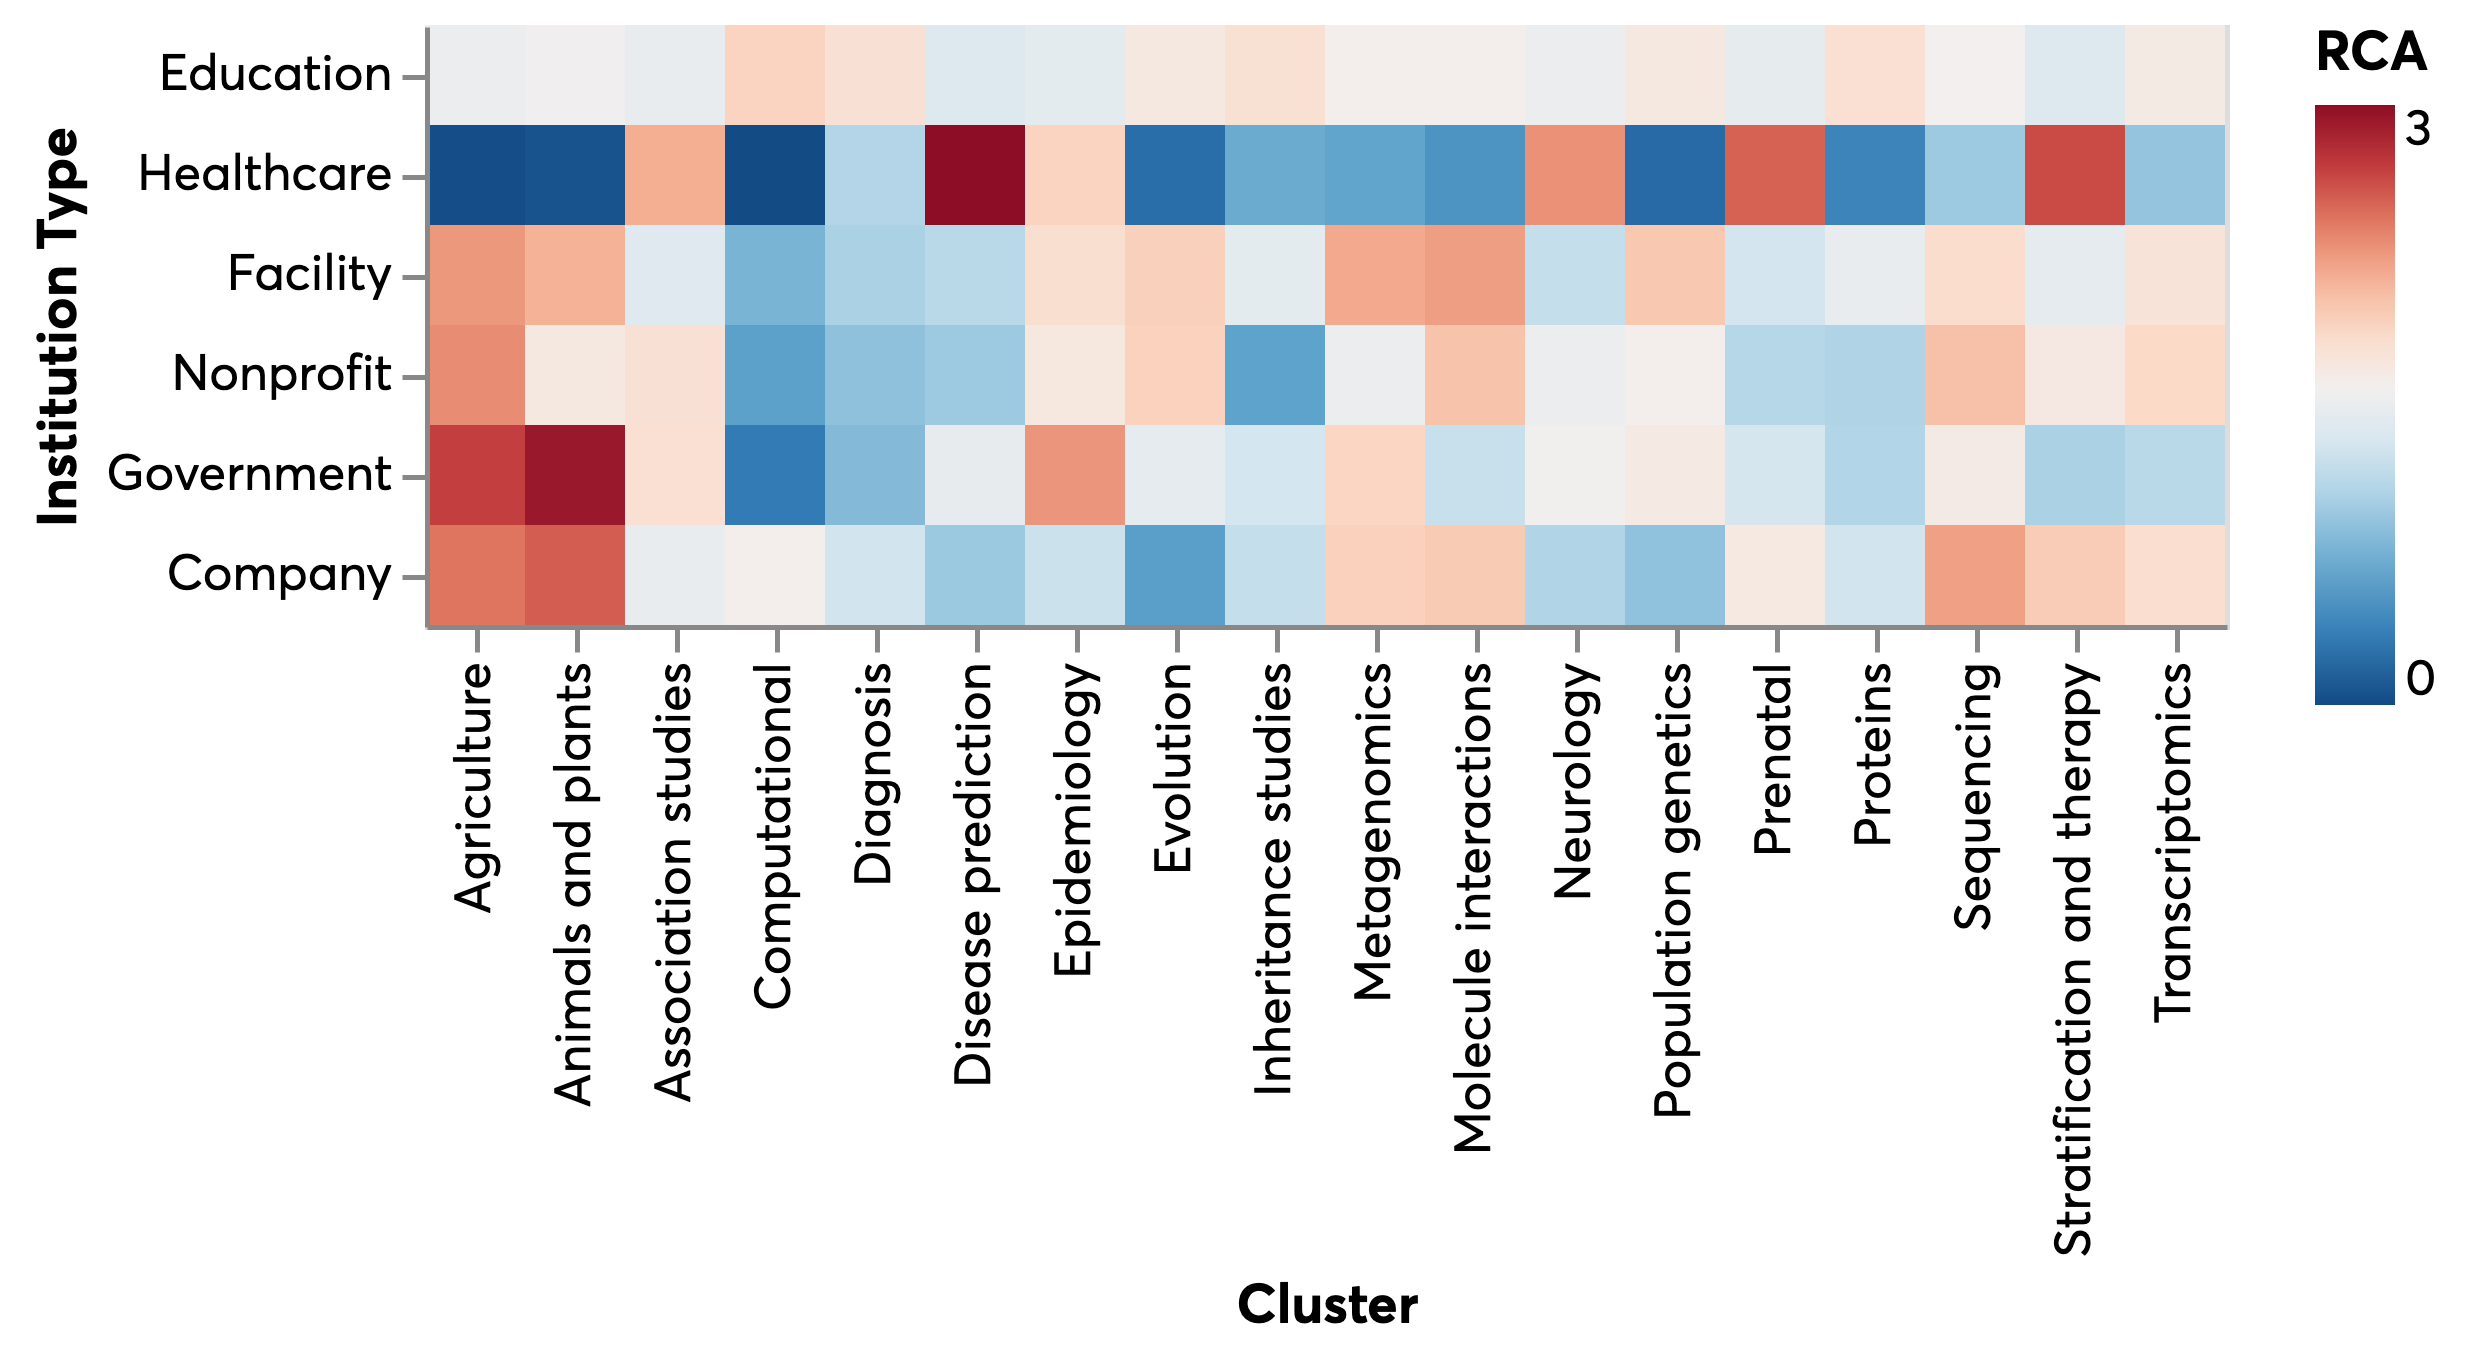 Institution Type
Education
Healthcare
Facility
Nonprofit
Government
Company
Agriculture
Animals and plants
Association studies
Computational
Diagnosis
Disease prediction
Epidemiology
Evolution
Inheritance studies
Metagenomics
Molecule interactions
Neurology
Population genetics
Prenatal
Proteins
Sequencing
Stratification and therapy
Transcriptomics
Cluster
RCA
3
0